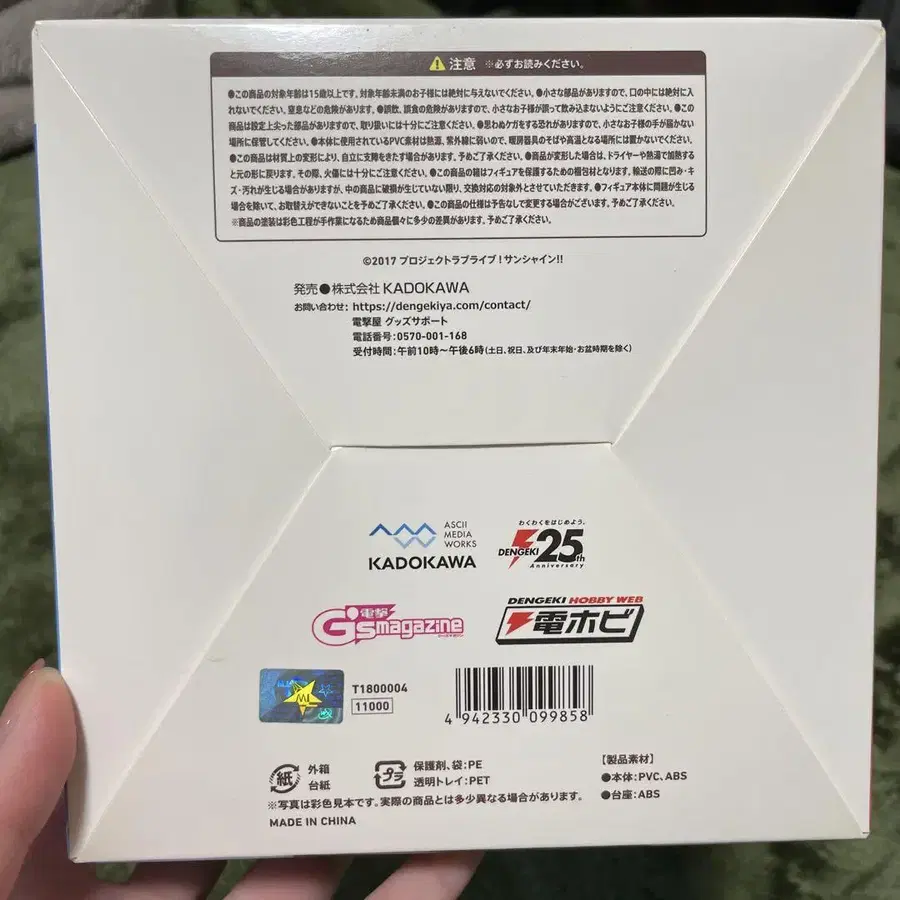 注意 ※必ずお読みください。
●この商品の対象年齢は15歳以上です。対象年齢未満のお子様には絶対に与えないでください。●小さな部品がありますので、口の中には絶対に入
れないでください。窒息などの危険があります。●誤飲、誤食の危険がありますので、小さなお子様が誤って飲み込まないようにご注意ください。●この
商品は設定上尖った部品がありますので、取り扱いには十分にご注意ください。●思わぬケガをする恐れがありますので、小さなお子様の手が届かない
場所に保管してください。●本体に使用されているPVC素材は熱源、紫外線に弱いので、暖房器具のそばや高温となる場所には置かないでください。
●この商品は材質上の変形により、自立に支障をきたす場合があります。予めご了承ください。●商品が変形した場合は、ドライヤーや熱湯で加熱す
ると元の形に戻ります。その際、火傷には十分にご注意ください。●この商品の箱はフィギュアを保護するための梱包材となります。輸送の際に凹み・キ
ズ・汚れが生じる場合がありますが、中の商品に破損が生じていない限り、交換対応の対象外とさせていただきます。●フィギュア本体に問題が生じる
場合を除いて、お取替えができないことを予めご了承ください。●この商品の仕様は予告なしで変更する場合がございます。予めご了承ください。
※商品の塗装は彩色工程が手作業になるため商品個々に多少の差異があります。予めご了承ください。
©2017 プロジェクトラブライブ！サンシャイン!!
発売●株式会社 KADOKAWA
お問い合わせ: https://dengekiya.com/contact/
電撃屋 グッズサポート
電話番号:0570-001-168
受付時間:午前10時〜午後6時(土日、祝日、及び年末年始・お盆時期を除く)
ASCII
MEDIA
WORKS
KADOKAWA
わくわくをはじめよう。
DENGEKI 25th
Anniversary
電撃
G's magazine
DENGEKI HOBBY WEB
電ホビ
T1800004
11000
4 942330 099858
紙 外箱
台紙
プラ 保護剤、袋:PE
透明トレイ:PET
【製品素材】
●本体:PVC、ABS
●台座:ABS
※写真は彩色見本です。実際の商品とは多少異なる場合があります。
MADE IN CHINA